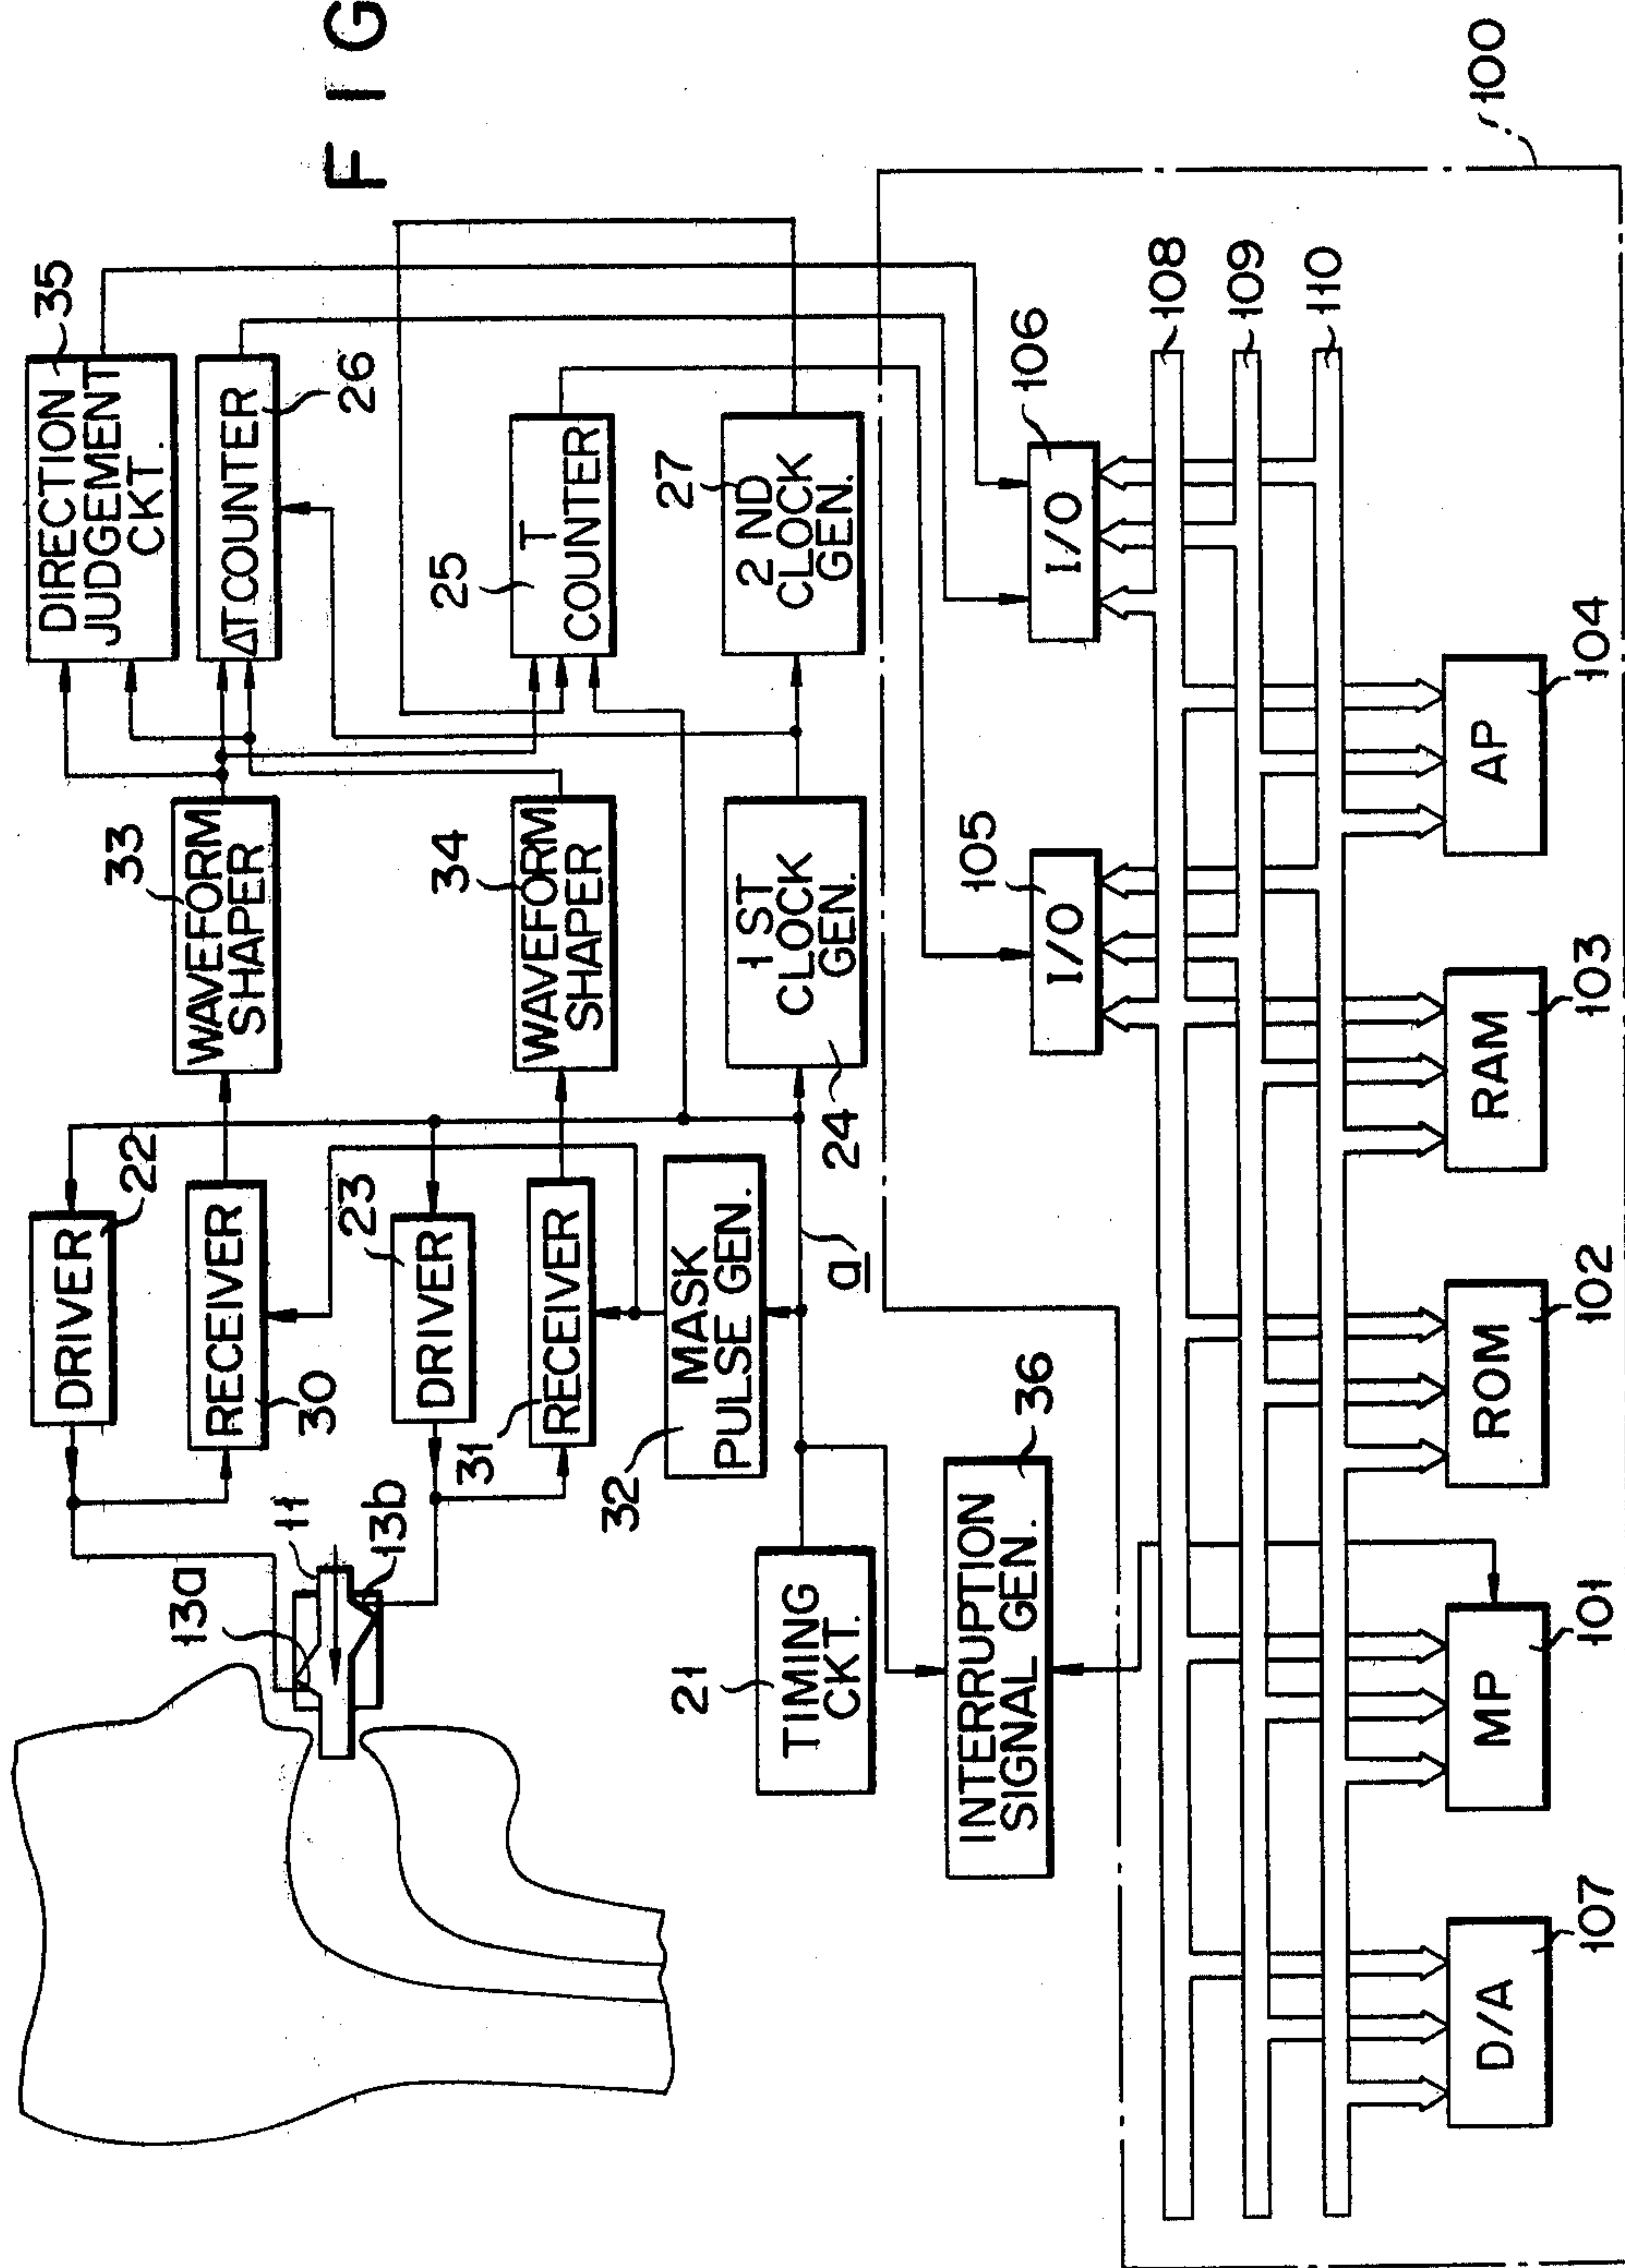 FIG
DRIVER
22
RECEIVER
30
DRIVER
23
RECEIVER
31
MASK
PULSE GEN.
32
13a
11
13b
WAVEFORM
SHAPER
33
WAVEFORM
SHAPER
34
DIRECTION
JUDGEMENT
CKT.
35
ΔT COUNTER
26
T
COUNTER
25
2 ND
CLOCK
GEN.
27
1 ST
CLOCK
GEN.
24
a
TIMING
CKT.
21
INTERRUPTION
SIGNAL GEN.
36
100
I/O
105
I/O
106
108
109
110
D/A
107
MP
101
ROM
102
RAM
103
AP
104